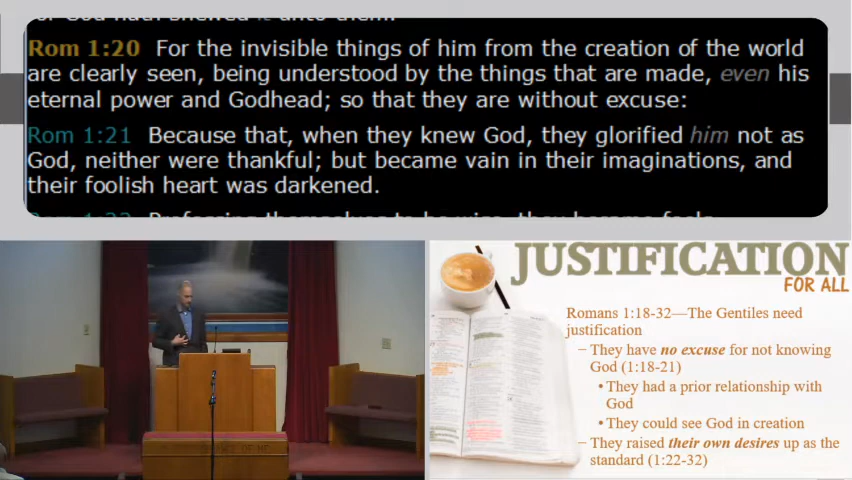 Rom 1:20 For the invisible things of him from the creation of the world
are clearly seen, being understood by the things that are made, even his
eternal power and Godhead; so that they are without excuse:
Rom 1:21 Because that, when they knew God, they glorified him not as
God, neither were thankful; but became vain in their imaginations, and
their foolish heart was darkened.
JUSTIFICATION
FOR ALL
Romans 1:18-32—The Gentiles need
justification
– They have no excuse for not knowing
God (1:18-21)
• They had a prior relationship with
God
• They could see God in creation
– They raised their own desires up as the
standard (1:22-32)